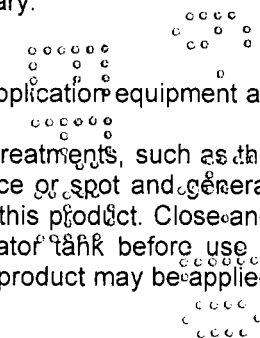 ary.
pplication equipment a
reatments, such as th
ce or spot and genera
this product. Close an
ator tank before use
product may be applie